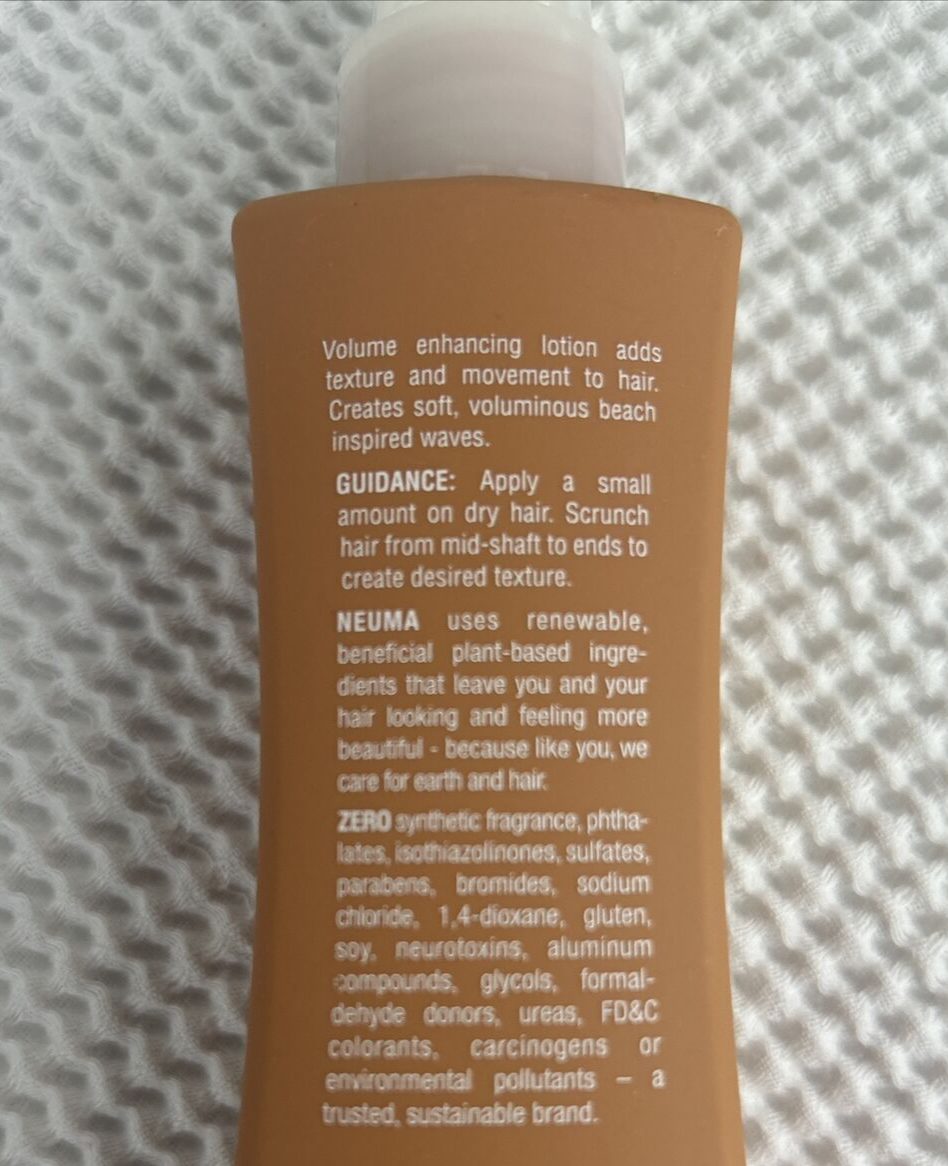 Volume enhancing lotion adds
texture and movement to hair.
Creates soft, voluminous beach
inspired waves.
GUIDANCE: Apply a small
amount on dry hair. Scrunch
hair from mid-shaft to ends to
create desired texture.
NEUMA uses renewable,
beneficial plant-based ingre-
dients that leave you and your
hair looking and feeling more
beautiful - because like you, we
care for earth and hair.
ZERO synthetic fragrance, phtha-
lates, isothiazolinones, sulfates,
parabens, bromides, sodium
chloride, 1,4-dioxane, gluten,
soy, neurotoxins, aluminum
compounds, glycols, formal-
dehyde donors, ureas, FD&C
colorants, carcinogens or
environmental pollutants – a
trusted, sustainable brand.